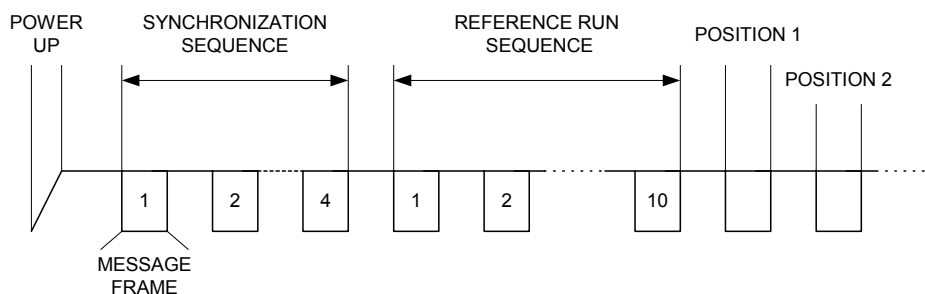 POWER
UP
SYNCHRONIZATION
SEQUENCE
REFERENCE RUN
SEQUENCE
POSITION 1
POSITION 2
1
2
4
1
2
10
MESSAGE
FRAME